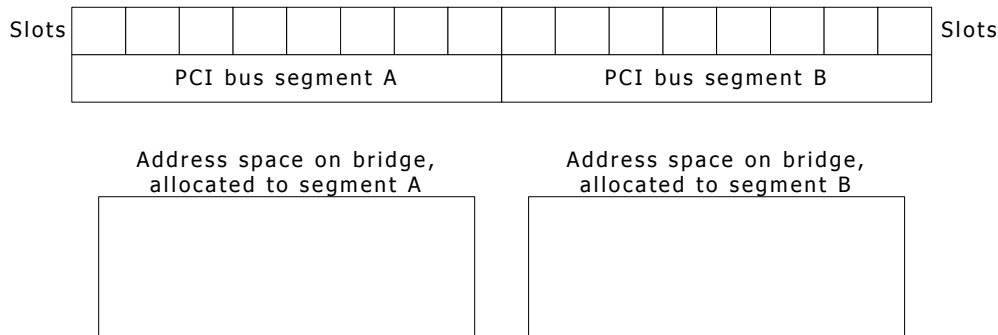 Slots
Slots
PCI bus segment A
PCI bus segment B
Address space on bridge,
allocated to segment A
Address space on bridge,
allocated to segment B